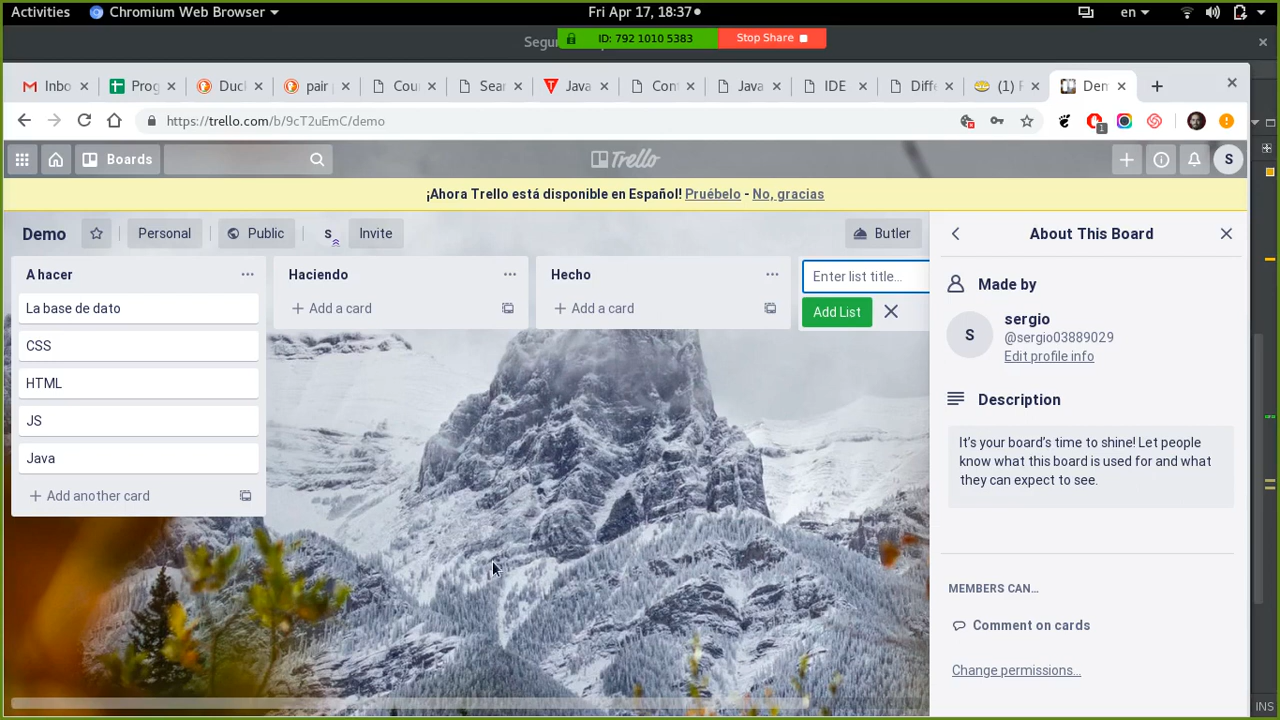 Activities
Chromium Web Browser
Fri Apr 17, 18:37
en
ID: 792 1010 5383
Stop Share
Inbo
Prog
Duc
pair
Cour
Sear
Java
Cont
Java
IDE
Diffe
(1)
Dem
https://trello.com/b/9cT2uEmC/demo
1
Boards
Trello
S
¡Ahora Trello está disponible en Español! Pruébelo - No, gracias
Demo
Personal
Public
S
Invite
Butler
About This Board
A hacer
La base de dato
CSS
HTML
JS
Java
+ Add another card
Haciendo
+ Add a card
Hecho
+ Add a card
Enter list title...
Add List
Made by
S
sergio
@sergio03889029
Edit profile info
Description
It's your board's time to shine! Let people
know what this board is used for and what
they can expect to see.
MEMBERS CAN...
Comment on cards
Change permissions...
INS